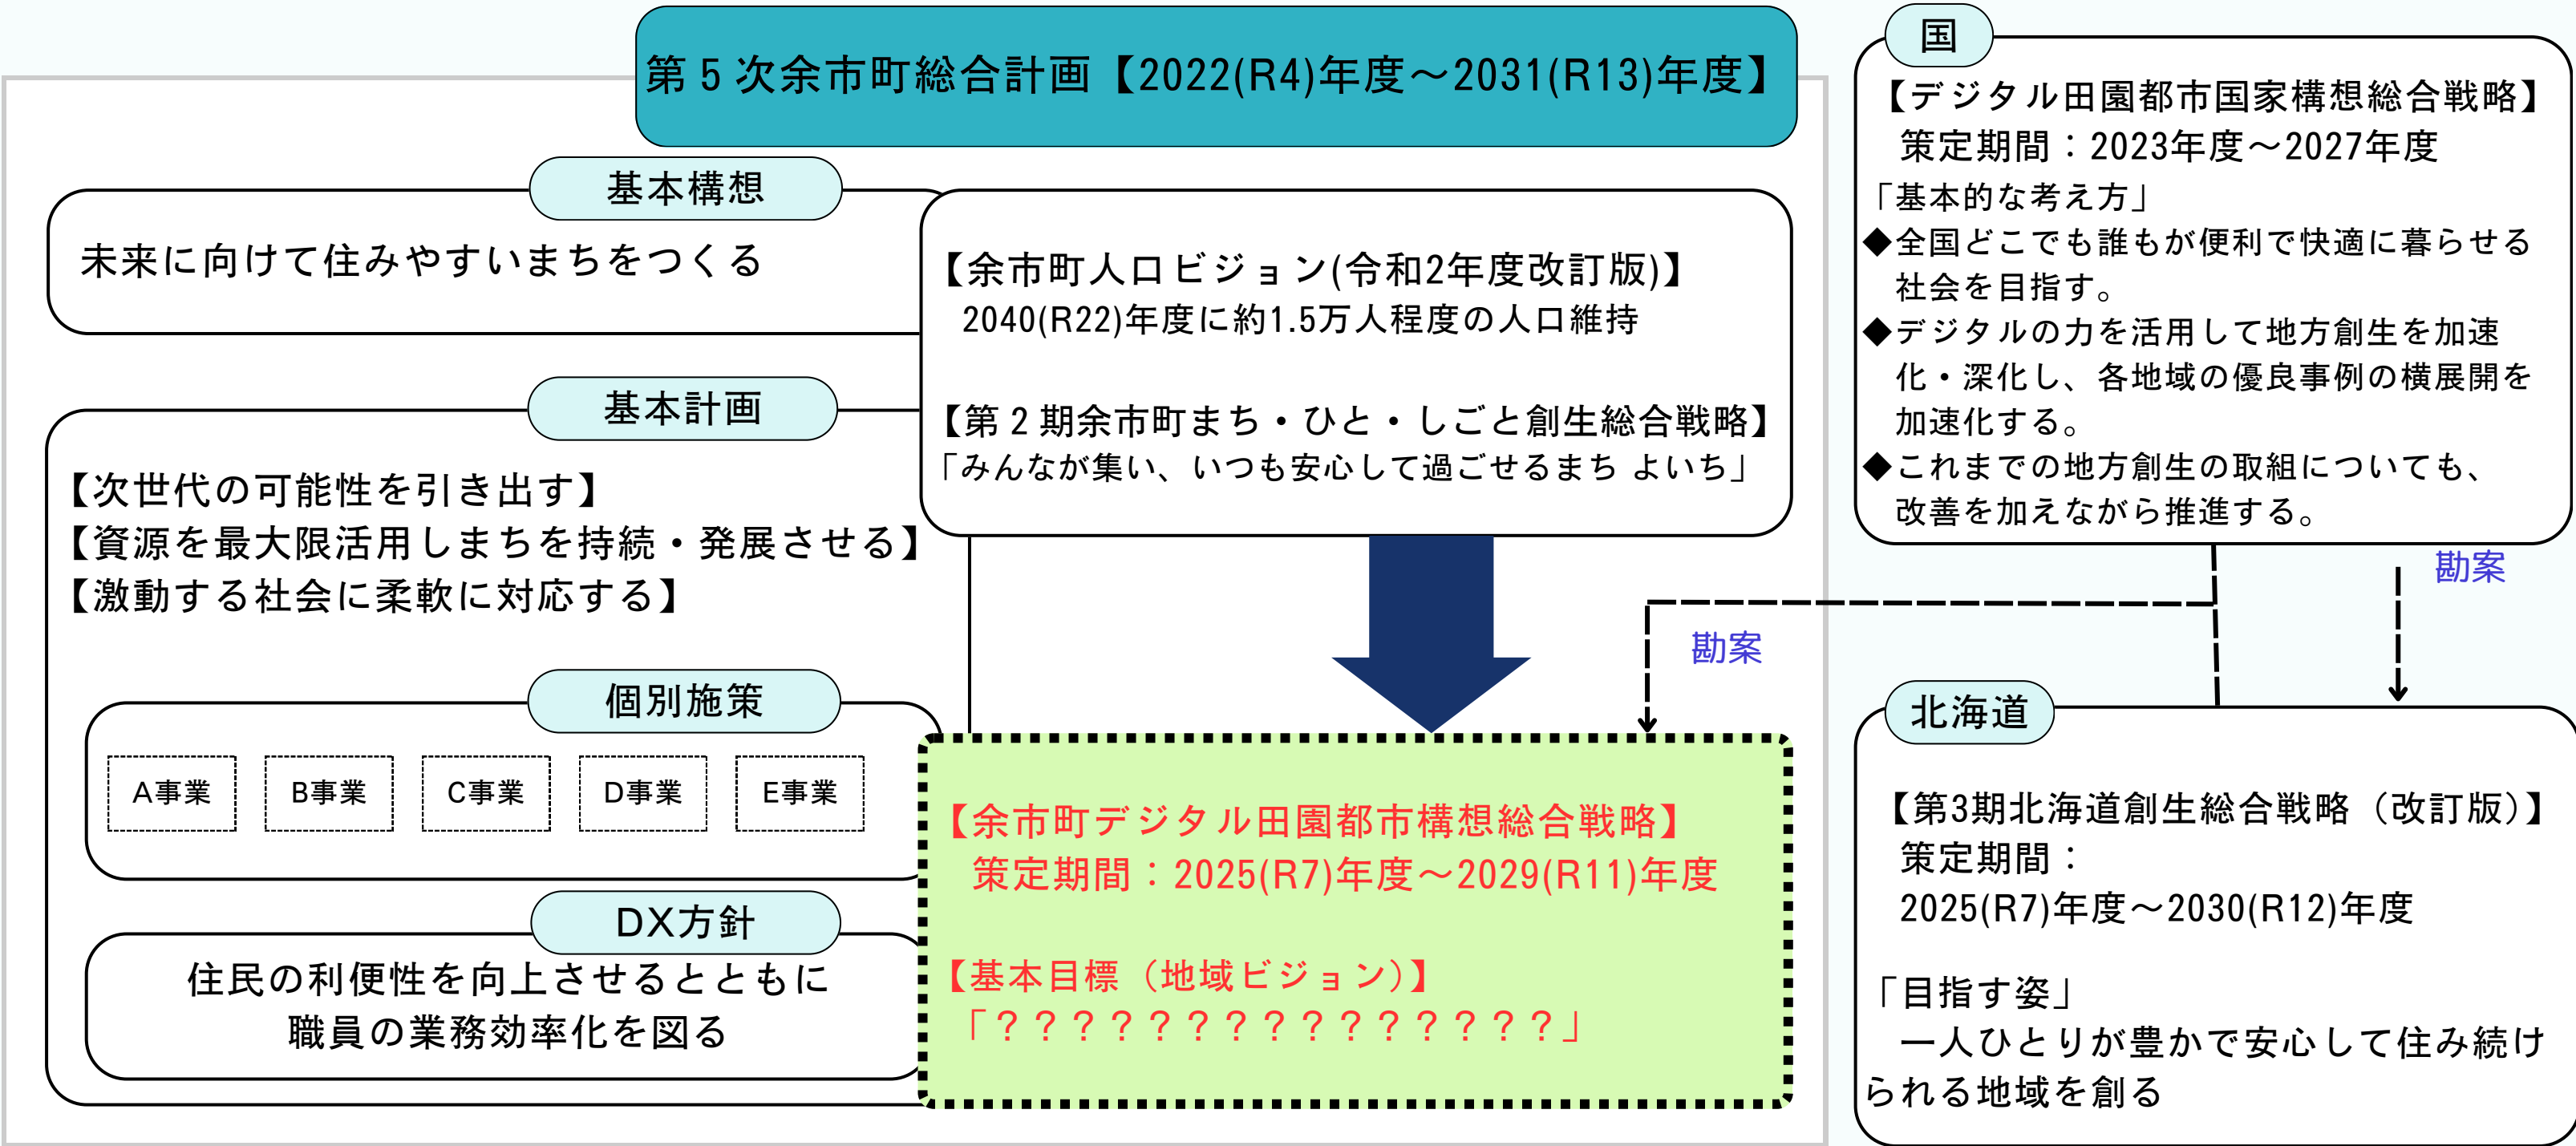 第5次余市町総合計画【2022(R4)年度～2031(R13)年度】
基本構想
未来に向けて住みやすいまちをつくる
基本計画
【次世代の可能性を引き出す】
【資源を最大限活用しまちを持続・発展させる】
【激動する社会に柔軟に対応する】
個別施策
A事業
B事業
C事業
D事業
E事業
DX方針
住民の利便性を向上させるとともに
職員の業務効率化を図る
【余市町人口ビジョン(令和2年度改訂版)】
2040(R22)年度に約1.5万人程度の人口維持
【第2期余市町まち・ひと・しごと創生総合戦略】
「みんなが集い、いつも安心して過ごせるまち よいち」
勘案
【余市町デジタル田園都市構想総合戦略】
策定期間：2025(R7)年度～2029(R11)年度
【基本目標（地域ビジョン）】
「？？？？？？？？？？？？？？？」
国
【デジタル田園都市国家構想総合戦略】
策定期間：2023年度～2027年度
「基本的な考え方」
◆全国どこでも誰もが便利で快適に暮らせる
社会を目指す。
◆デジタルの力を活用して地方創生を加速
化・深化し、各地域の優良事例の横展開を
加速化する。
◆これまでの地方創生の取組についても、
改善を加えながら推進する。
勘案
北海道
【第3期北海道創生総合戦略（改訂版）】
策定期間：
2025(R7)年度～2030(R12)年度
「目指す姿」
一人ひとりが豊かで安心して住み続け
られる地域を創る